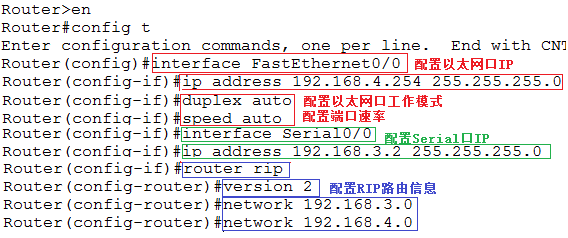 Router>en
Router#config t
Enter configuration commands, one per line.  End with CNT
Router(config)#interface FastEthernet0/0 配置以太网口IP
Router(config-if)#ip address 192.168.4.254 255.255.255.0
Router(config-if)#duplex auto 配置以太网口工作模式
Router(config-if)#speed auto 配置端口速率
Router(config-if)#interface Serial0/0 配置Serial口IP
Router(config-if)#ip address 192.168.3.2 255.255.255.0
Router(config-if)#router rip
Router(config-router)#version 2 配置RIP路由信息
Router(config-router)#network 192.168.3.0
Router(config-router)#network 192.168.4.0